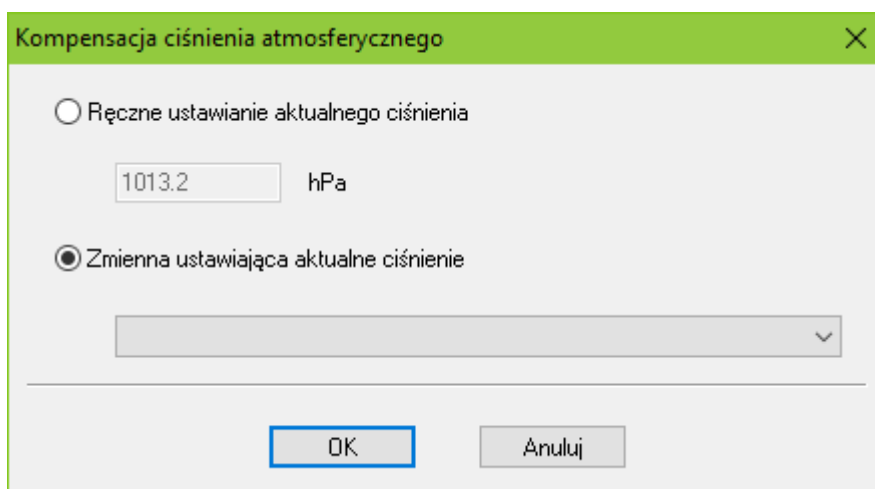 Kompensacja ciśnienia atmosferycznego
Ręczne ustawianie aktualnego ciśnienia
1013.2 hPa
Zmienna ustawiająca aktualne ciśnienie
OK Anuluj